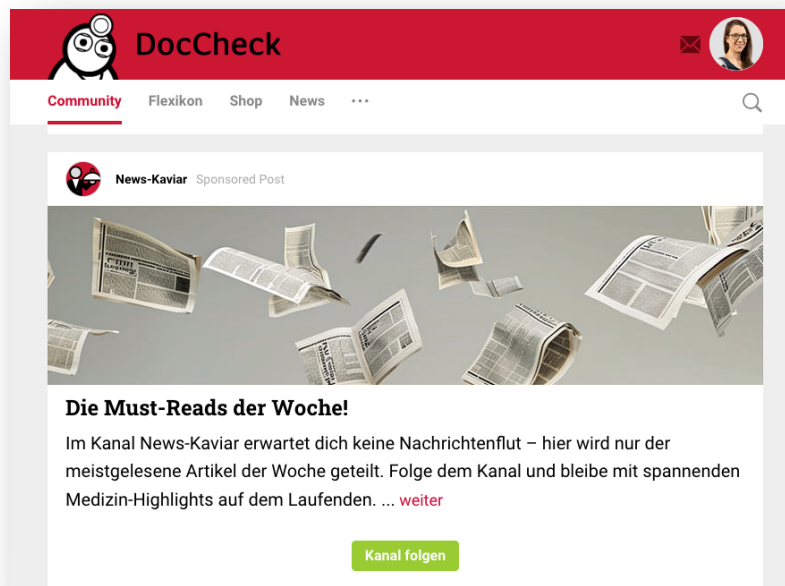 DocCheck
Community Flexikon Shop News ...
News-Kaviar Sponsored Post
Die Must-Reads der Woche!
Im Kanal News-Kaviar erwartet dich keine Nachrichtenflut – hier wird nur der
meistgelesene Artikel der Woche geteilt. Folge dem Kanal und bleibe mit spannenden
Medizin-Highlights auf dem Laufenden. ... weiter
Kanal folgen